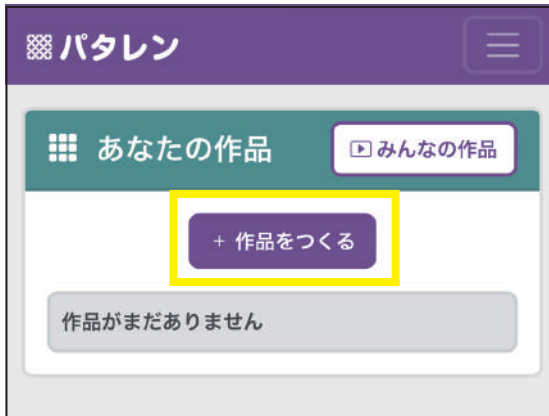 パタレン
あなたの作品
みんなの作品
+ 作品をつくる
作品がまだありません